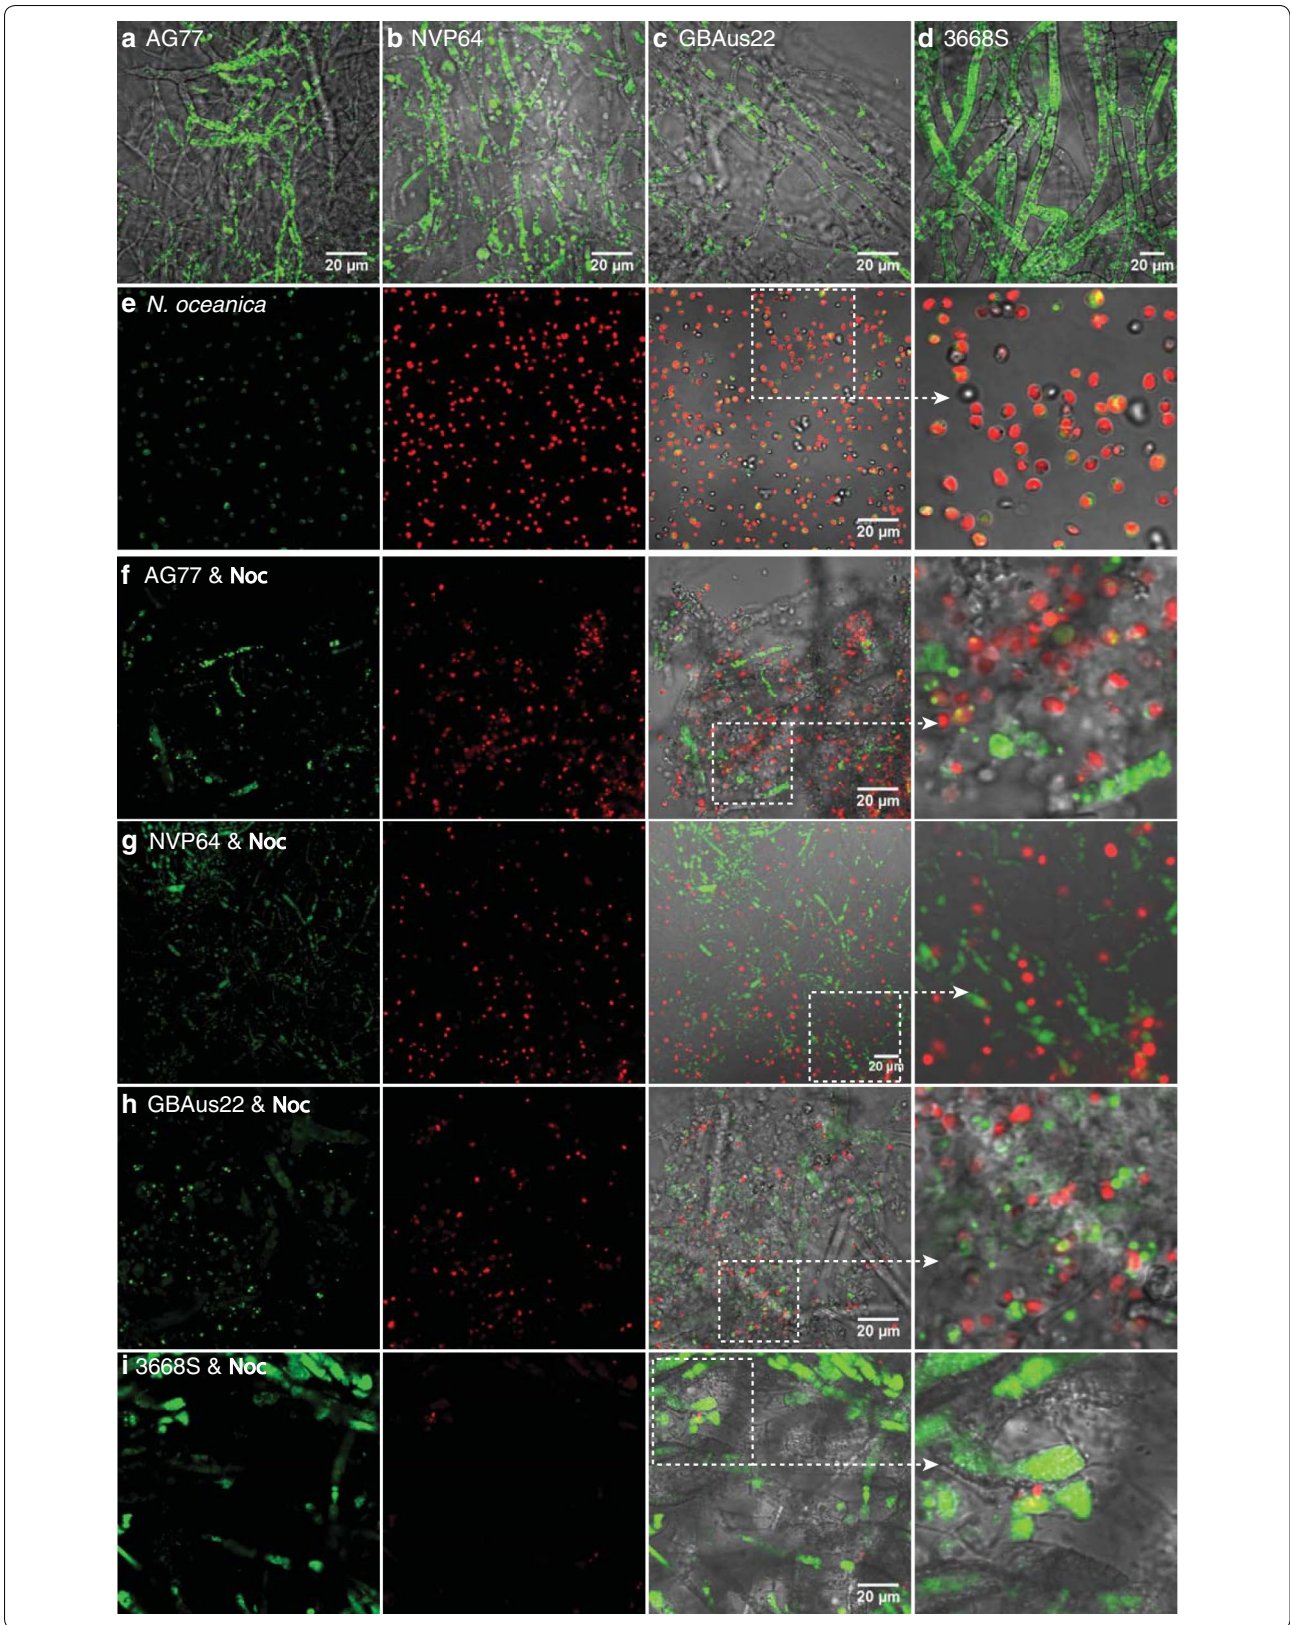 a AG77
b NVP64
c GBAus22
d 3668S
20 µm
20 µm
20 µm
20 µm
e N. oceanica
20 µm
f AG77 & Noc
20 µm
g NVP64 & Noc
20 µm
h GBAus22 & Noc
20 µm
i 3668S & Noc
20 µm